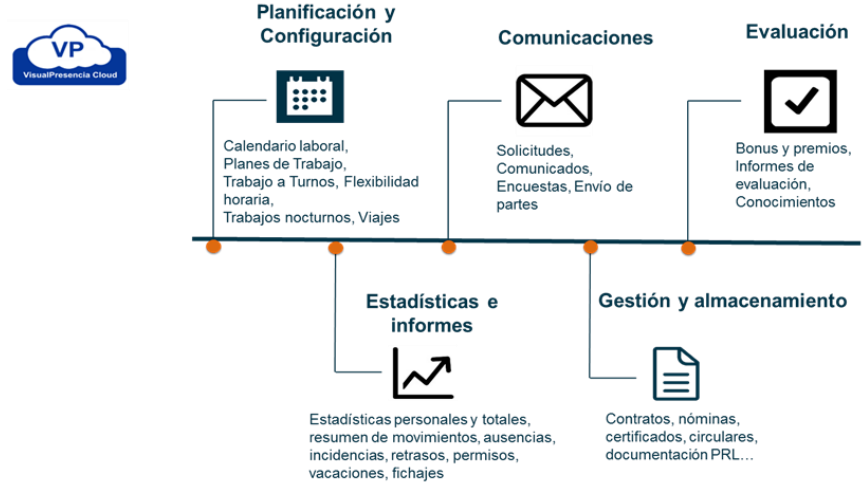 VP
VisualPresencia Cloud
Planificación y
Configuración
Calendario laboral,
Planes de Trabajo,
Trabajo a Turnos, Flexibilidad
horaria,
Trabajos nocturnos, Viajes
Comunicaciones
Solicitudes,
Comunicados,
Encuestas, Envío de
partes
Evaluación
Bonus y premios,
Informes de
evaluación,
Conocimientos
Estadísticas e
informes
Estadísticas personales y totales,
resumen de movimientos, ausencias,
incidencias, retrasos, permisos,
vacaciones, fichajes
Gestión y almacenamiento
Contratos, nóminas,
certificados, circulares,
documentación PRL...